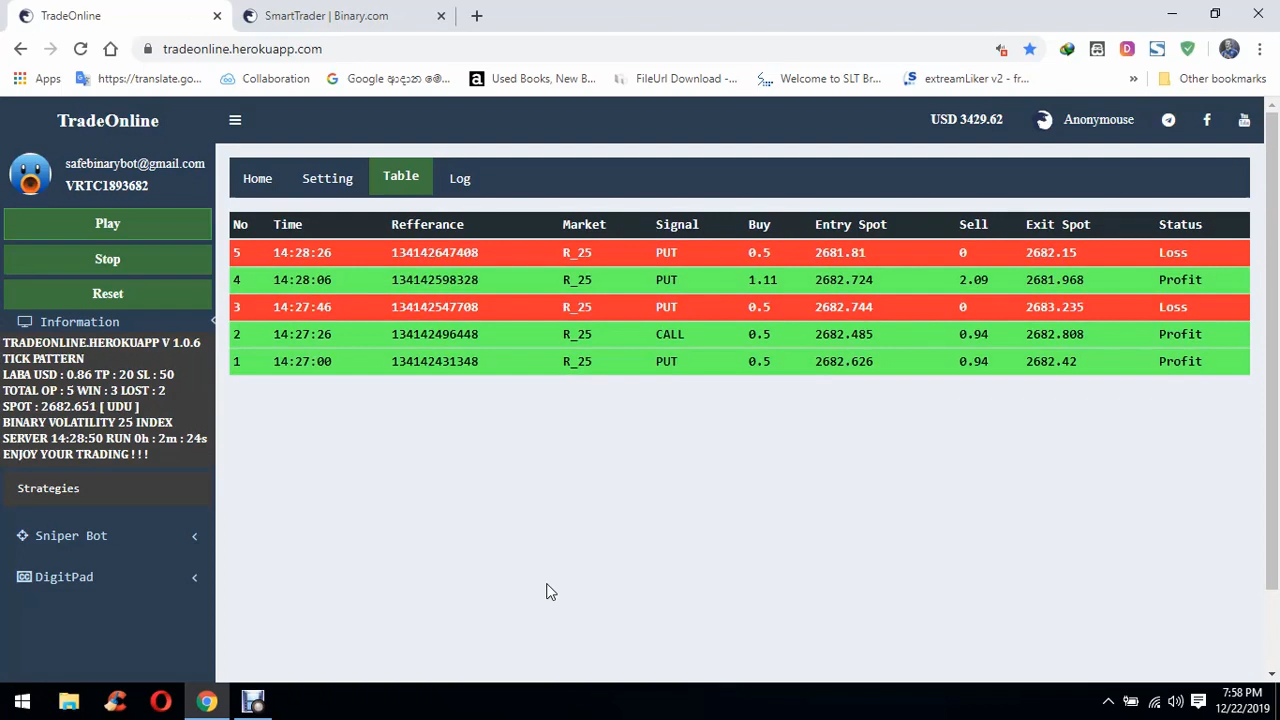 TradeOnline
SmartTrader | Binary.com
tradeonline.herokuapp.com
Apps
https://translate.go...
Collaboration
Used Books, New B...
FileUrl Download -...
Welcome to SLT Br...
extreamLiker v2 - fr...
»
Other bookmarks
TradeOnline
USD 3429.62
Anonymouse
safebinarybot@gmail.com
VRTC1893682
Play
Stop
Reset
Information
TRADEONLINE.HEROKUAPP V 1.0.6
TICK PATTERN
LABA USD : 0.86 TP : 20 SL : 50
TOTAL OP : 5 WIN : 3 LOST : 2
SPOT : 2682.651 [ UDU ]
BINARY VOLATILITY 25 INDEX
SERVER 14:28:50 RUN 0h : 2m : 24s
ENJOY YOUR TRADING ! ! !
Strategies
Sniper Bot
DigitPad
Home Setting Table Log
No Time Refferance Market Signal Buy Entry Spot Sell Exit Spot Status
5 14:28:26 134142647408 R_25 PUT 0.5 2681.81 0 2682.15 Loss
4 14:28:06 134142598328 R_25 PUT 1.11 2682.724 2.09 2681.968 Profit
3 14:27:46 134142547708 R_25 PUT 0.5 2682.744 0 2683.235 Loss
2 14:27:26 134142496448 R_25 CALL 0.5 2682.485 0.94 2682.808 Profit
1 14:27:00 134142431348 R_25 PUT 0.5 2682.626 0.94 2682.42 Profit
7:58 PM
12/22/2019